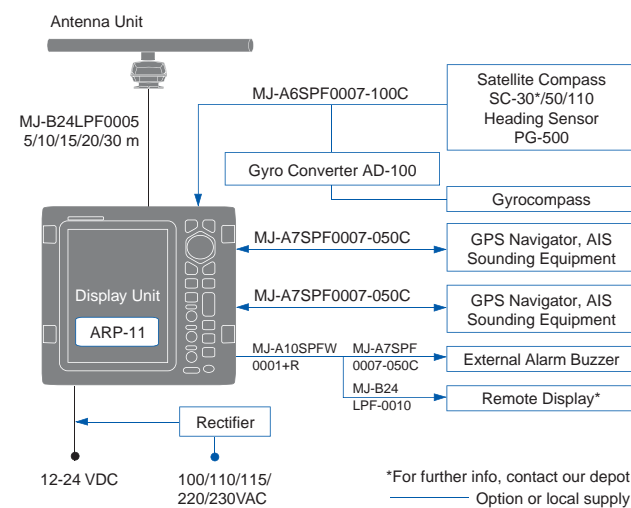 Antenna Unit
MJ-B24LPF0005
5/10/15/20/30 m
MJ-A6SPF0007-100C
Satellite Compass
SC-30*/50/110
Heading Sensor
PG-500
Gyro Converter AD-100
Gyrocompass
MJ-A7SPF0007-050C
GPS Navigator, AIS
Sounding Equipment
Display Unit
ARP-11
MJ-A7SPF0007-050C
GPS Navigator, AIS
Sounding Equipment
MJ-A10SPFW
0001+R
MJ-A7SPF
0007-050C
External Alarm Buzzer
MJ-B24
LPF-0010
Remote Display*
Rectifier
12-24 VDC
100/110/115/
220/230VAC
*For further info, contact our depot
Option or local supply